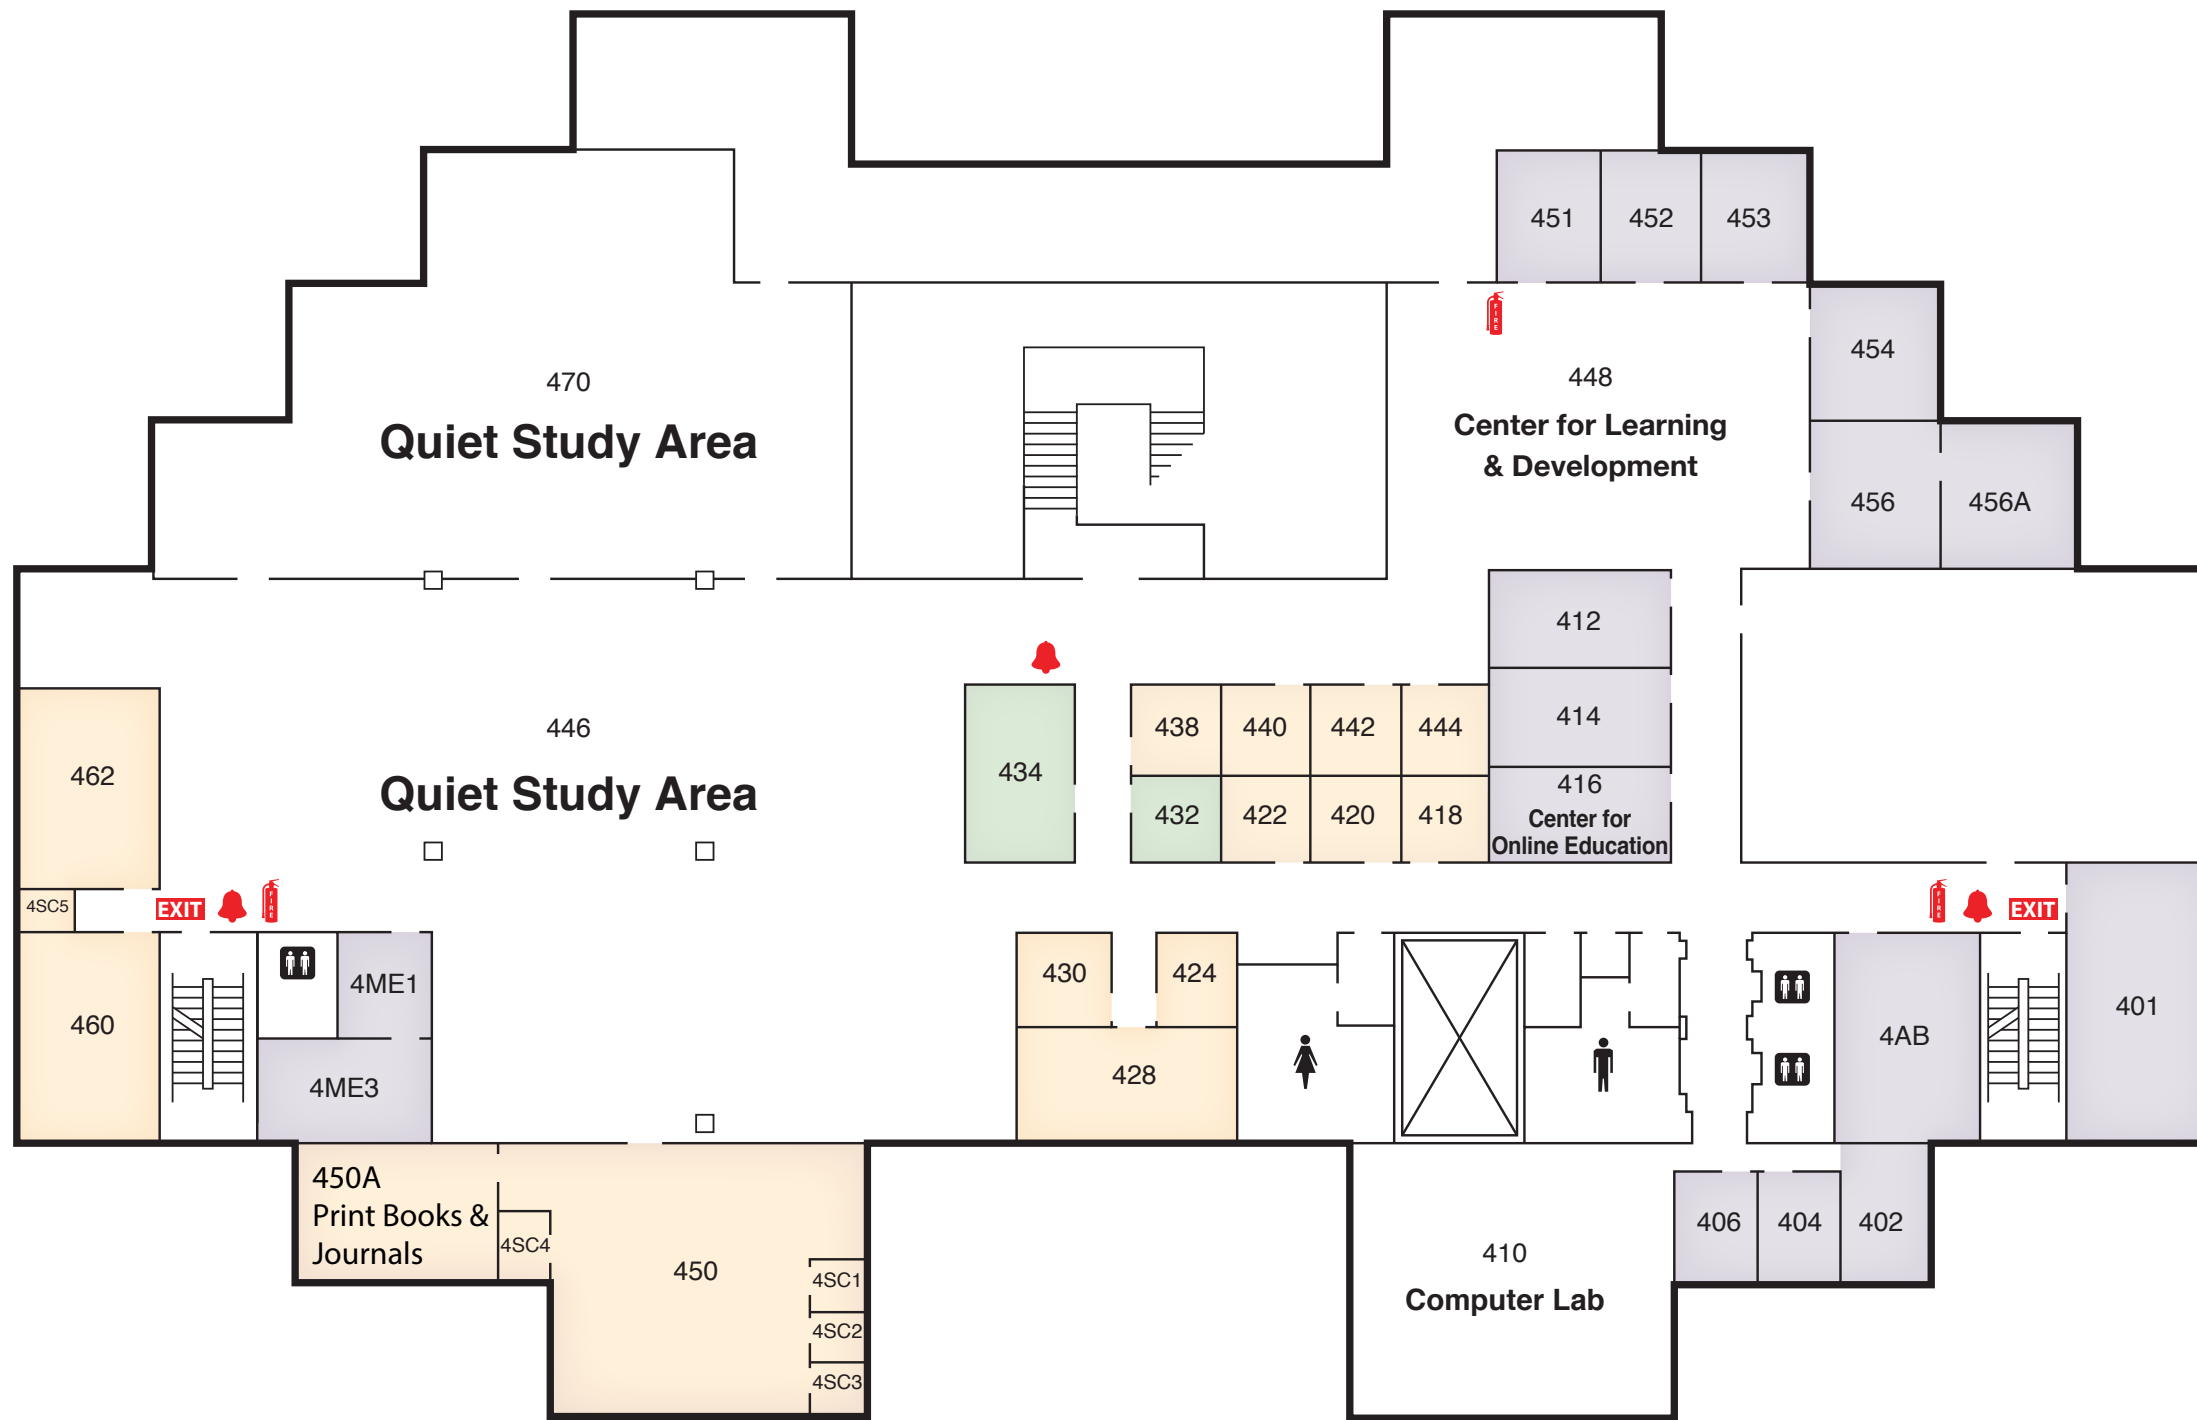 451
452
453
FIRE
454
470
448
Quiet Study Area
Center for Learning
& Development
456
456A
412
414
446
438
440
442
444
462
434
416
Quiet Study Area
432
422
420
418
Center for
Online Education
4SC5
EXIT
FIRE
FIRE
EXIT
430
424
4ME1
401
460
4AB
428
4ME3
450A
Print Books &
Journals
4SC4
406
404
402
450
410
4SC1
Computer Lab
4SC2
4SC3